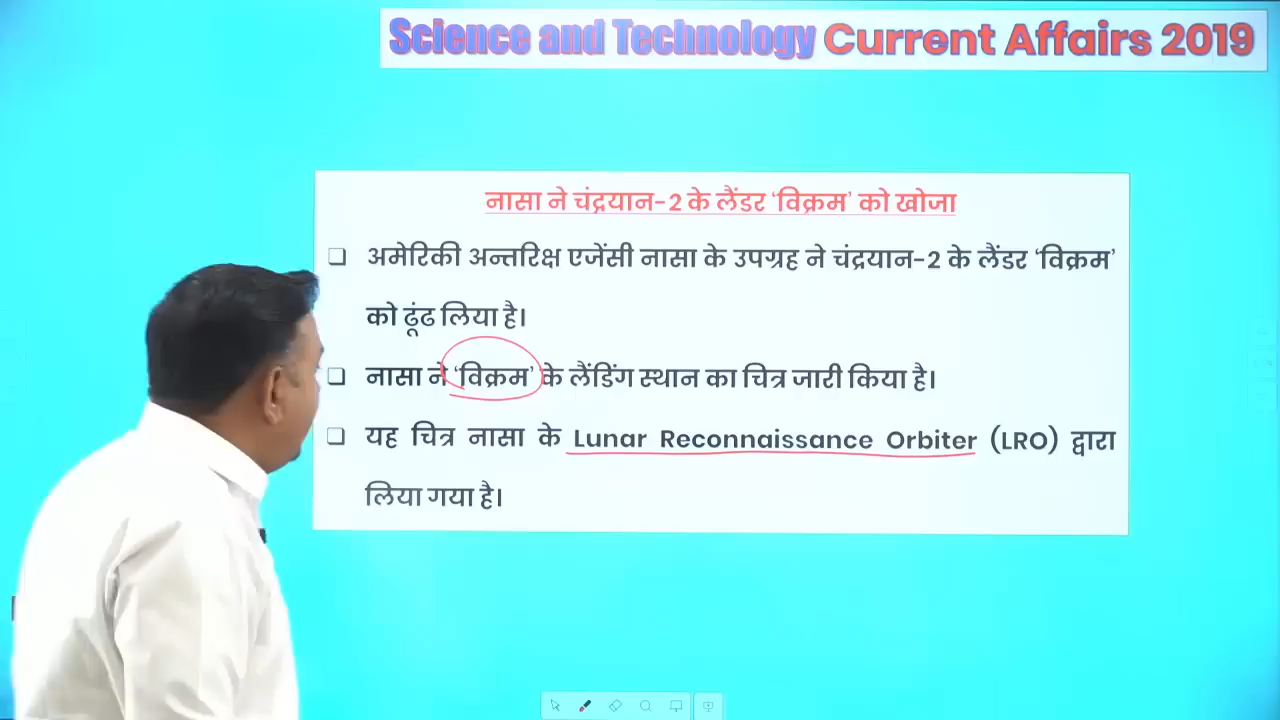 Science and Technology Current Affairs 2019
नासा ने चंद्रयान-2 के लैंडर ‘विक्रम’ को खोजा
❑ अमेरिकी अन्तरिक्ष एजेंसी नासा के उपग्रह ने चंद्रयान-2 के लैंडर ‘विक्रम’
को ढूंढ लिया है।
❑ नासा ने ‘विक्रम’ के लैंडिंग स्थान का चित्र जारी किया है।
❑ यह चित्र नासा के Lunar Reconnaissance Orbiter (LRO) द्वारा
लिया गया है।